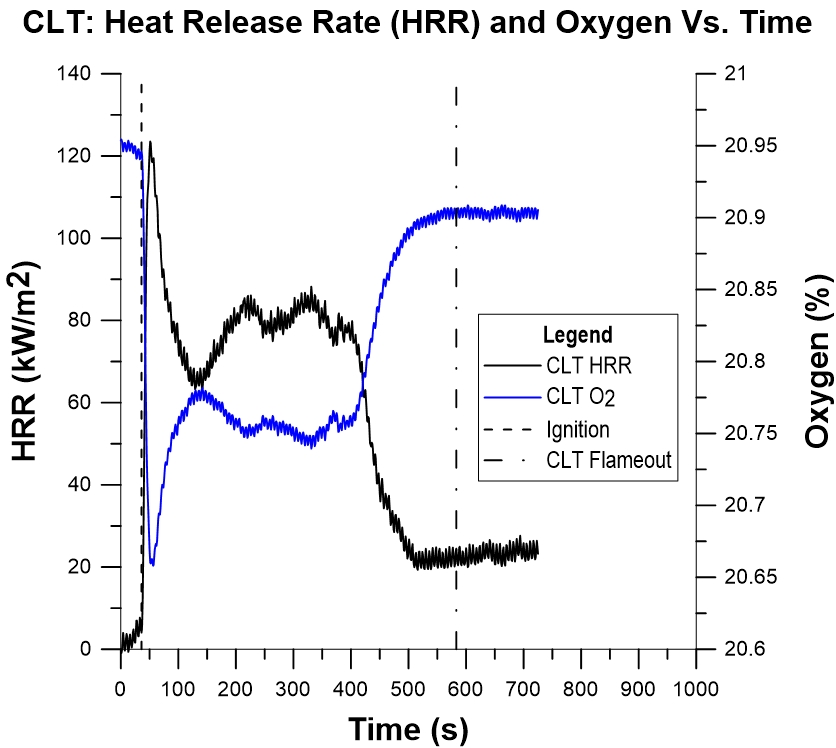 CLT: Heat Release Rate (HRR) and Oxygen Vs. Time
140
120
100
80
60
40
20
0
HRR (kW/m2)
21
20.95
20.9
20.85
20.8
20.75
20.7
20.65
20.6
Oxygen (%)
Legend
CLT HRR
CLT O2
Ignition
CLT Flameout
0 100 200 300 400 500 600 700 800 900 1000
Time (s)